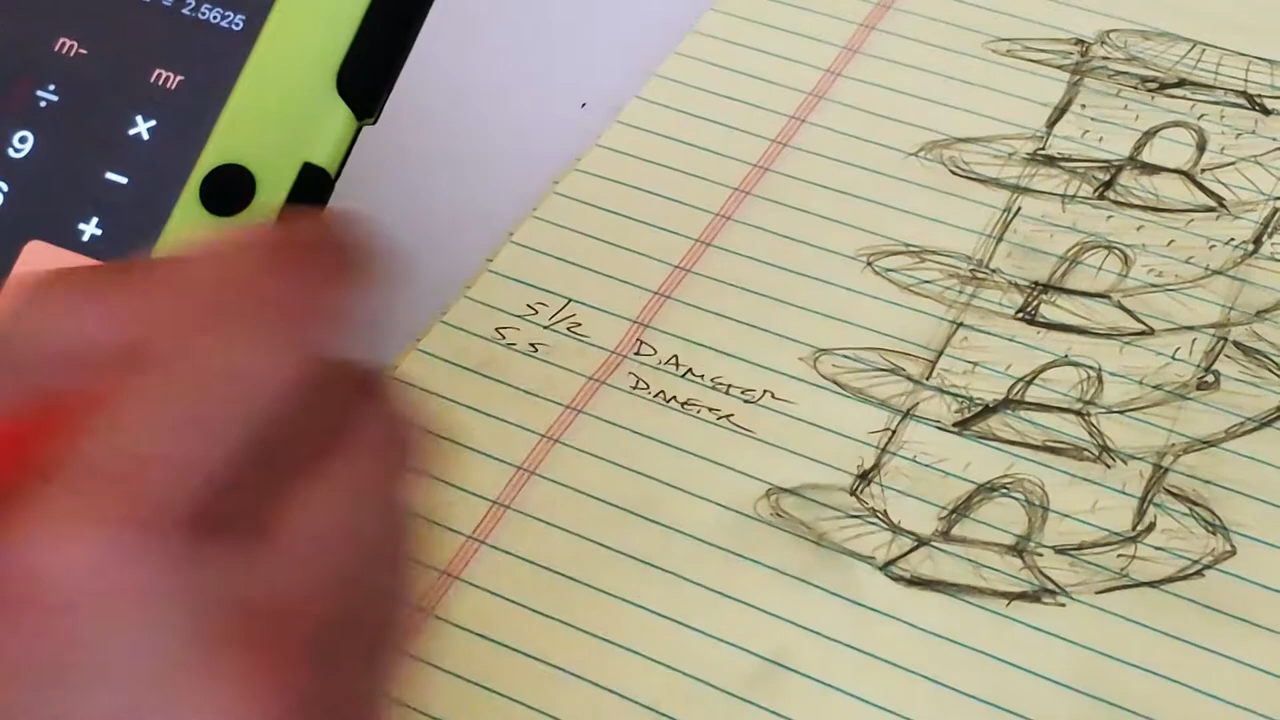 = 2.5625
m-
mr
÷
9
×
−
+
5 1/2 DIAMETER
5.5 DIAMETER